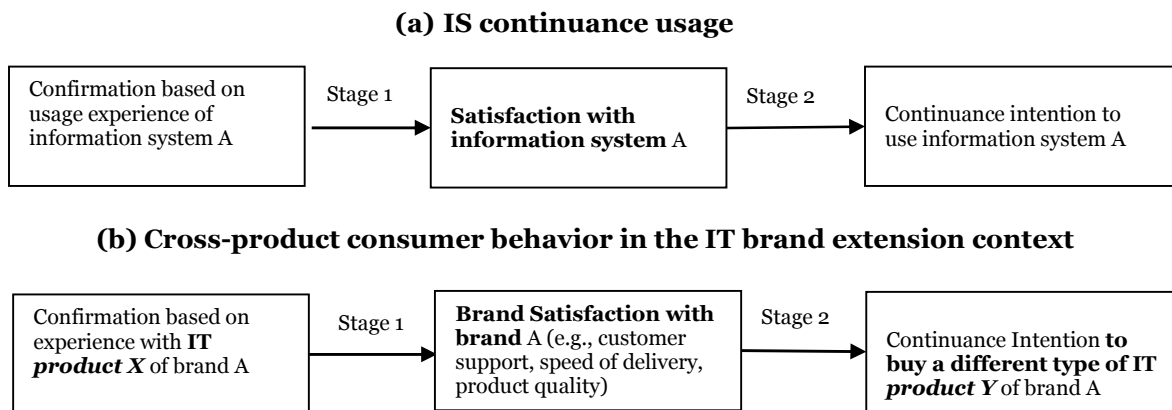 (a) IS continuance usage
Confirmation based on
usage experience of
information system A
Stage 1
Satisfaction with
information system A
Stage 2
Continuance intention to
use information system A
(b) Cross-product consumer behavior in the IT brand extension context
Confirmation based on
experience with IT
product X of brand A
Stage 1
Brand Satisfaction with
brand A (e.g., customer
support, speed of delivery,
product quality)
Stage 2
Continuance Intention to
buy a different type of IT
product Y of brand A